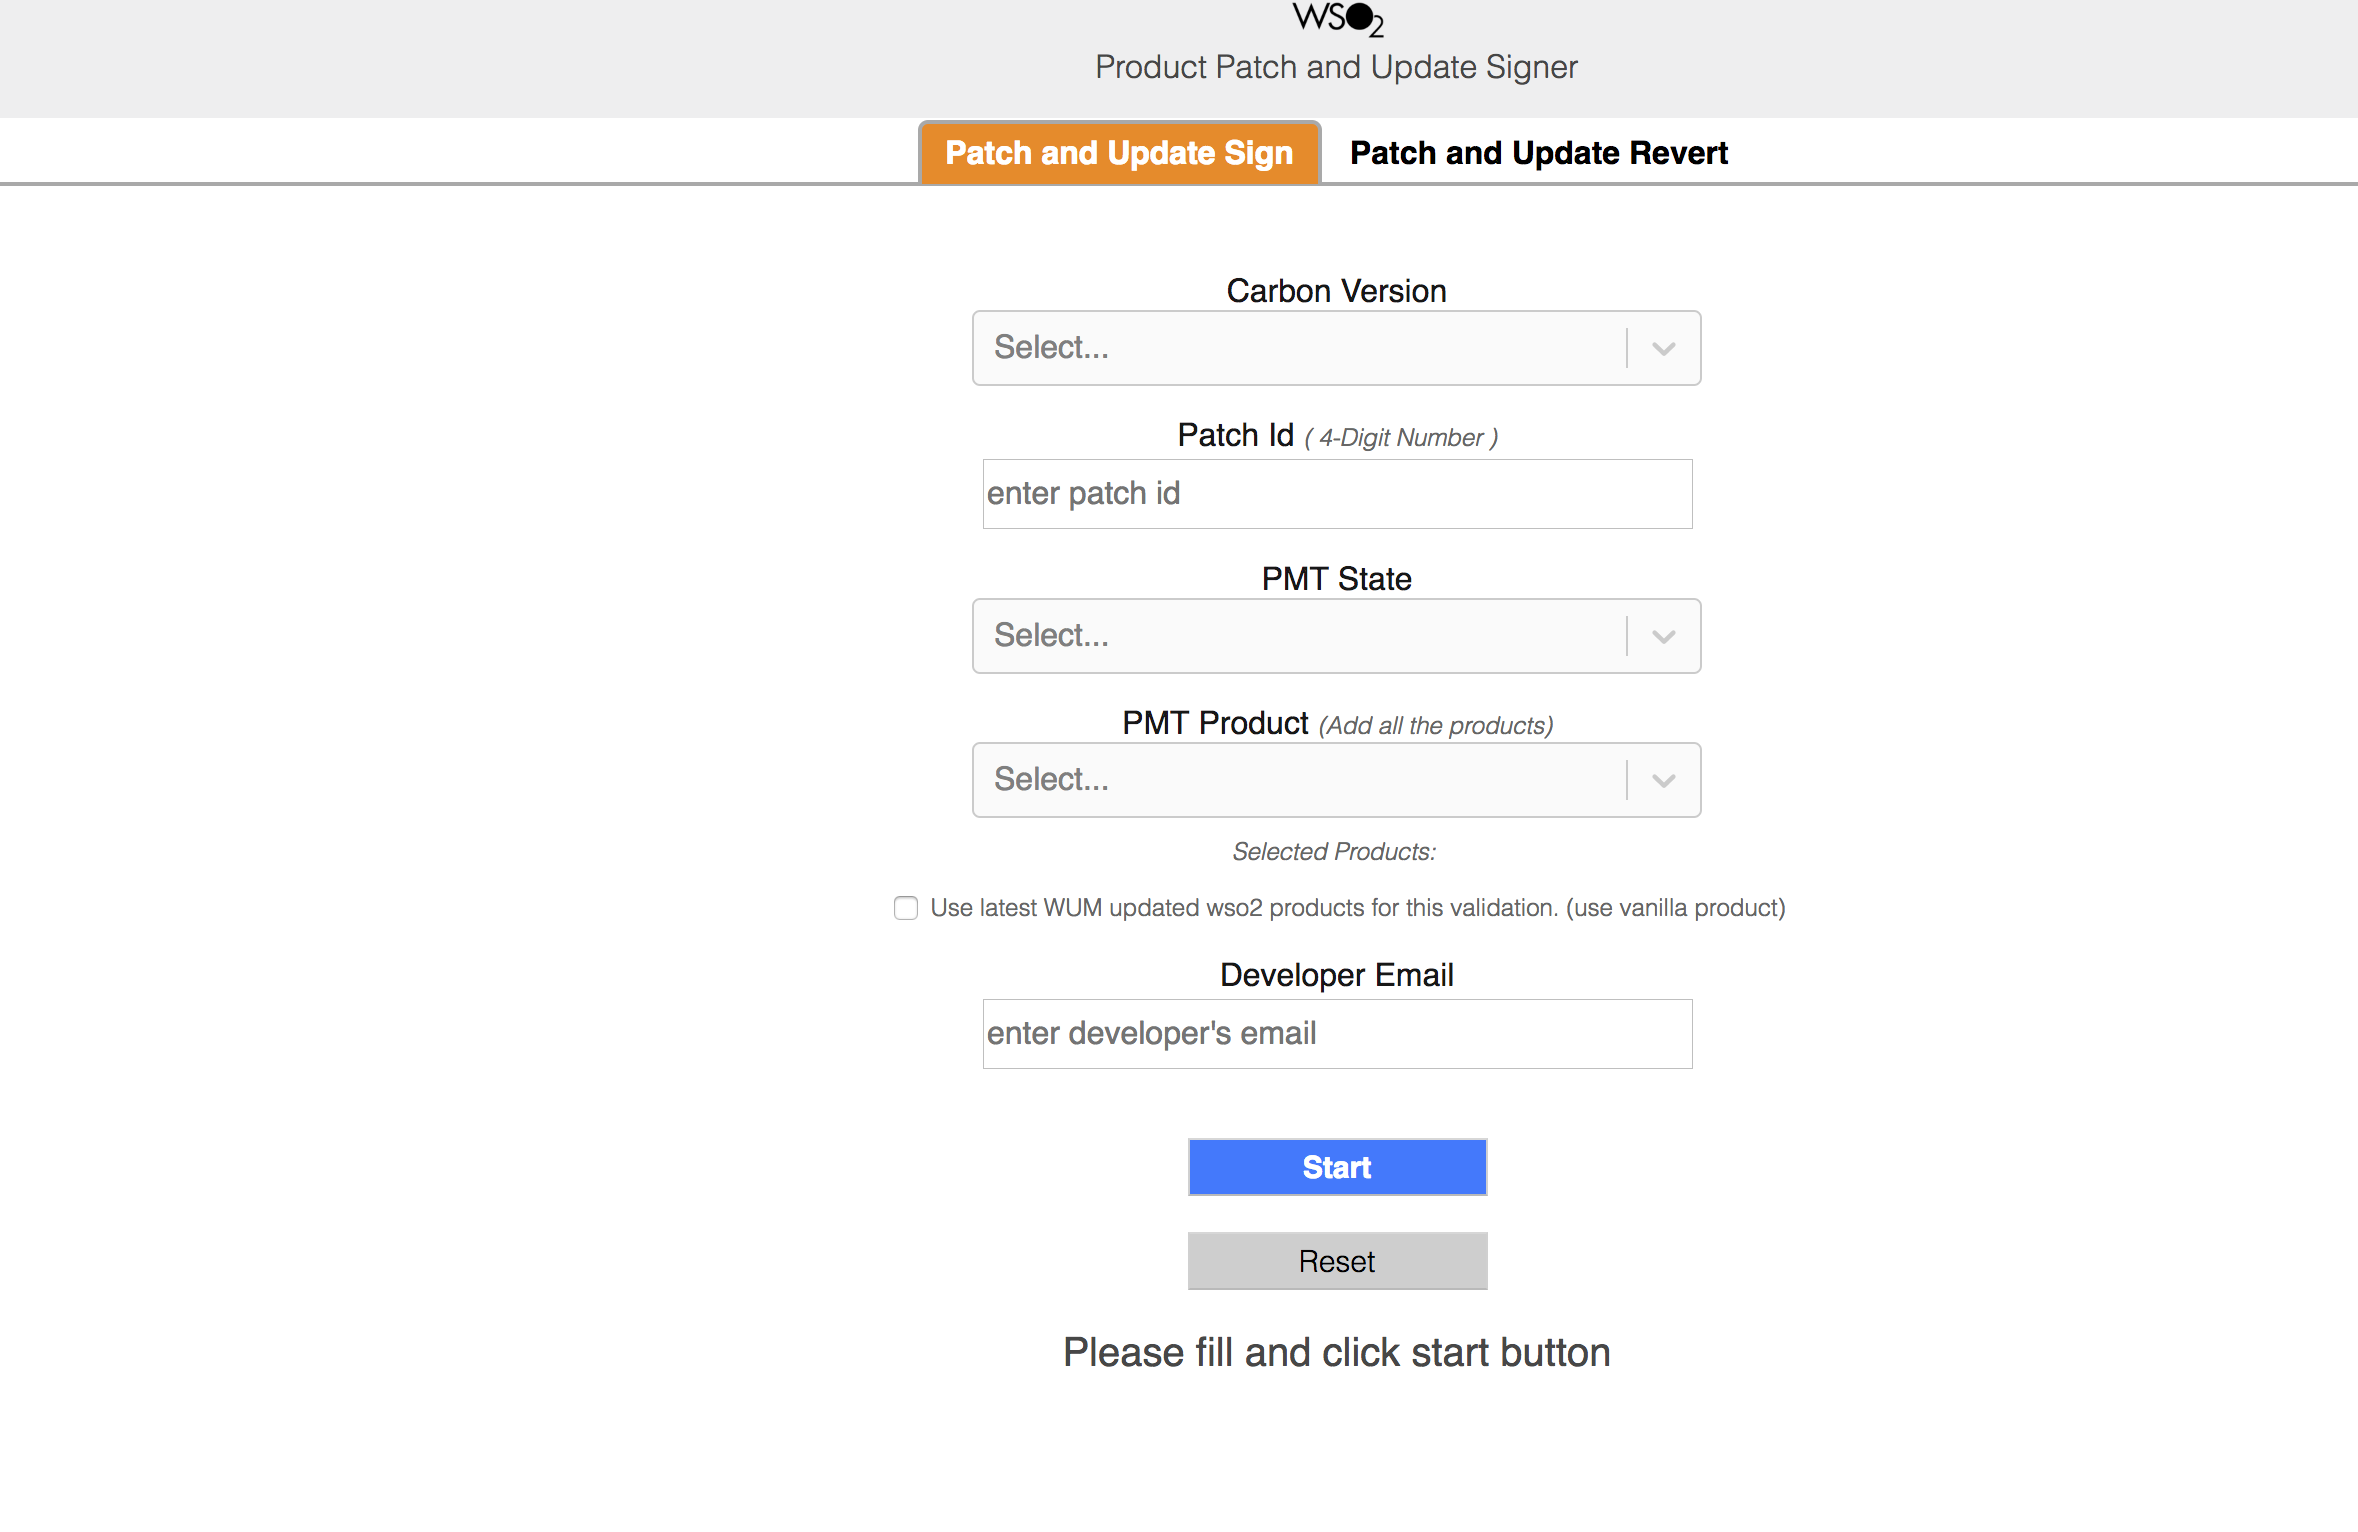 WSO2
Product Patch and Update Signer
Patch and Update Sign
Patch and Update Revert
Carbon Version
Select...
Patch Id ( 4-Digit Number )
enter patch id
PMT State
Select...
PMT Product (Add all the products)
Select...
Selected Products:
Use latest WUM updated wso2 products for this validation. (use vanilla product)
Developer Email
enter developer's email
Start
Reset
Please fill and click start button